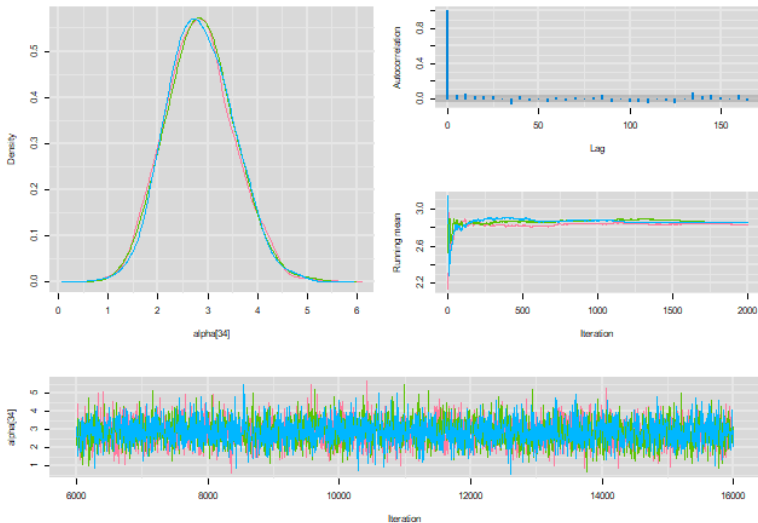 Density
0.0 0.1 0.2 0.3 0.4 0.5
0 1 2 3 4 5 6
alpha[34]
Autocorrelation
0.0 0.4 0.8
0 50 100 150
Lag
Running mean
2.2 2.6 3.0
0 500 1000 1500 2000
Iteration
alpha[34]
1 2 3 4 5
6000 8000 10000 12000 14000 16000
Iteration